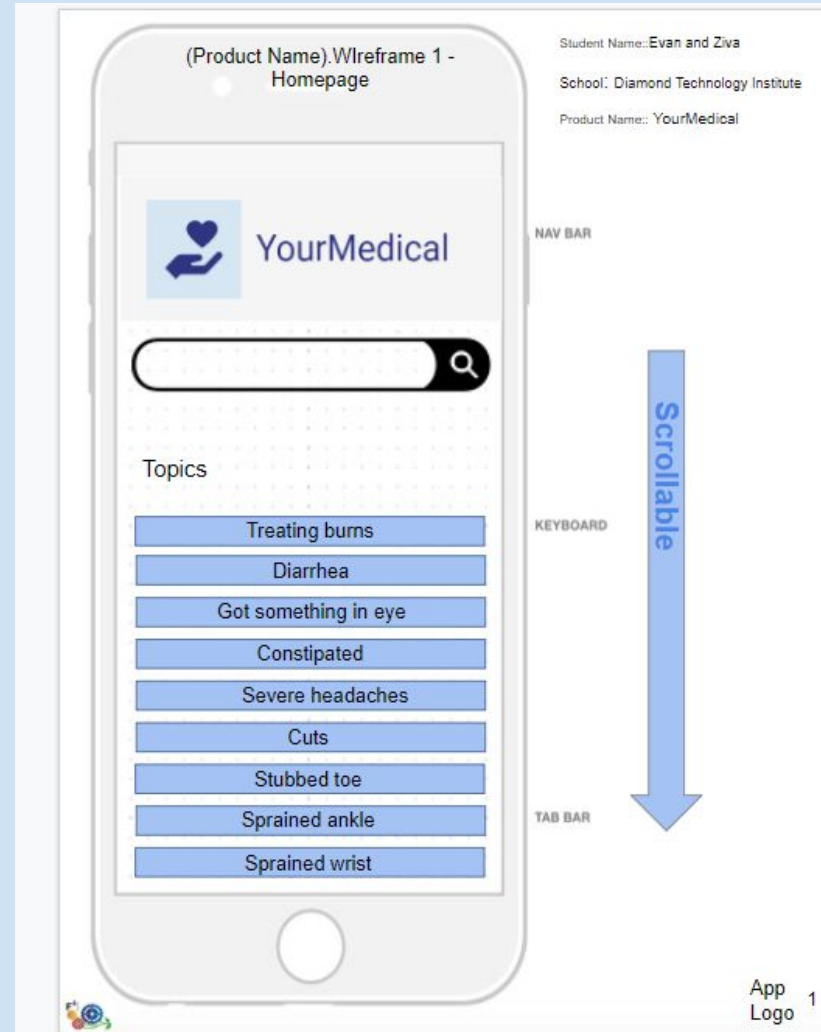 (Product Name).WIreframe 1 -
Homepage
Student Name::Evan and Ziva
School: Diamond Technology Institute
Product Name:: YourMedical
YourMedical
NAV BAR
Scrollable
Topics
Treating burns
KEYBOARD
Diarrhea
Got something in eye
Constipated
Severe headaches
Cuts
Stubbed toe
Sprained ankle
TAB BAR
Sprained wrist
App
Logo
1